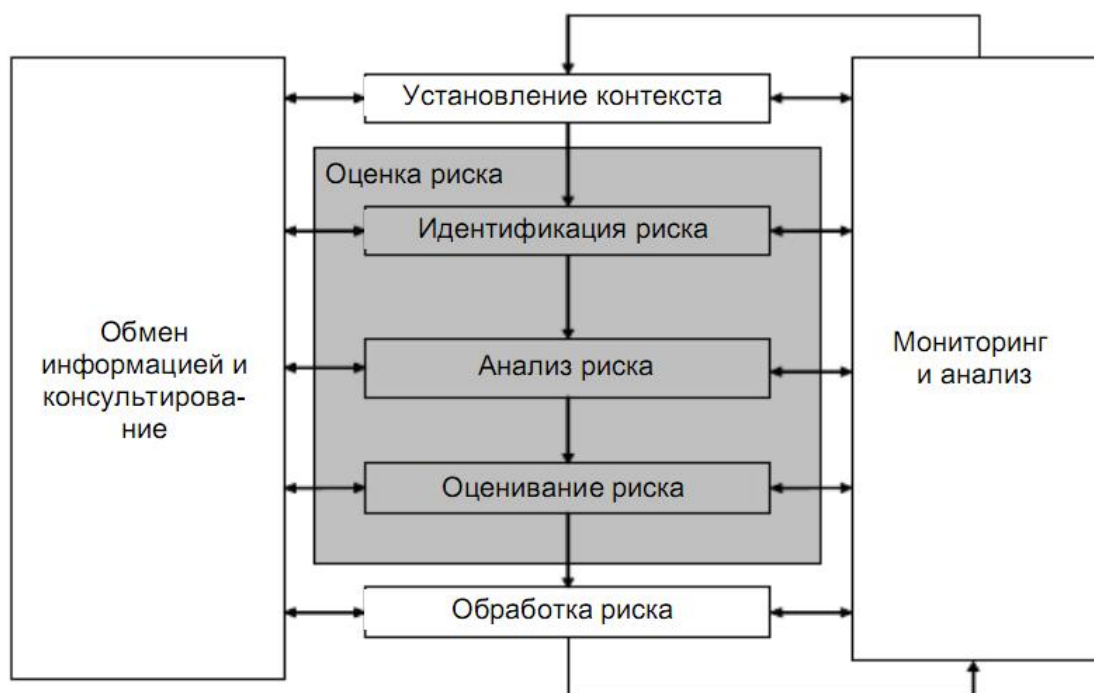 Установление контекста
Оценка риска
Идентификация риска
Обмен
информацией и
консультирова-
ние
Анализ риска
Мониторинг
и анализ
Оценивание риска
Обработка риска